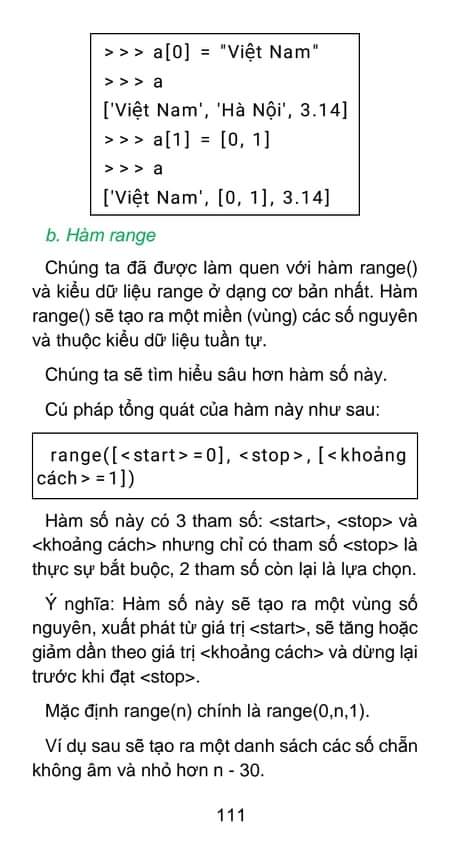 > > > a[0] = "Việt Nam"
> > > a
['Việt Nam', 'Hà Nội', 3.14]
> > > a[1] = [0, 1]
> > > a
['Việt Nam', [0, 1], 3.14]
b. Hàm range
Chúng ta đã được làm quen với hàm range()
và kiểu dữ liệu range ở dạng cơ bản nhất. Hàm
range() sẽ tạo ra một miền (vùng) các số nguyên
và thuộc kiểu dữ liệu tuần tự.
Chúng ta sẽ tìm hiểu sâu hơn hàm số này.
Cú pháp tổng quát của hàm này như sau:
range([<start>=0], <stop>, [<khoảng
cách>=1])
Hàm số này có 3 tham số: <start>, <stop> và
<khoảng cách> nhưng chỉ có tham số <stop> là
thực sự bắt buộc, 2 tham số còn lại là lựa chọn.
Ý nghĩa: Hàm số này sẽ tạo ra một vùng số
nguyên, xuất phát từ giá trị <start>, sẽ tăng hoặc
giảm dần theo giá trị <khoảng cách> và dừng lại
trước khi đạt <stop>.
Mặc định range(n) chính là range(0,n,1).
Ví dụ sau sẽ tạo ra một danh sách các số chẵn
không âm và nhỏ hơn n - 30.
111